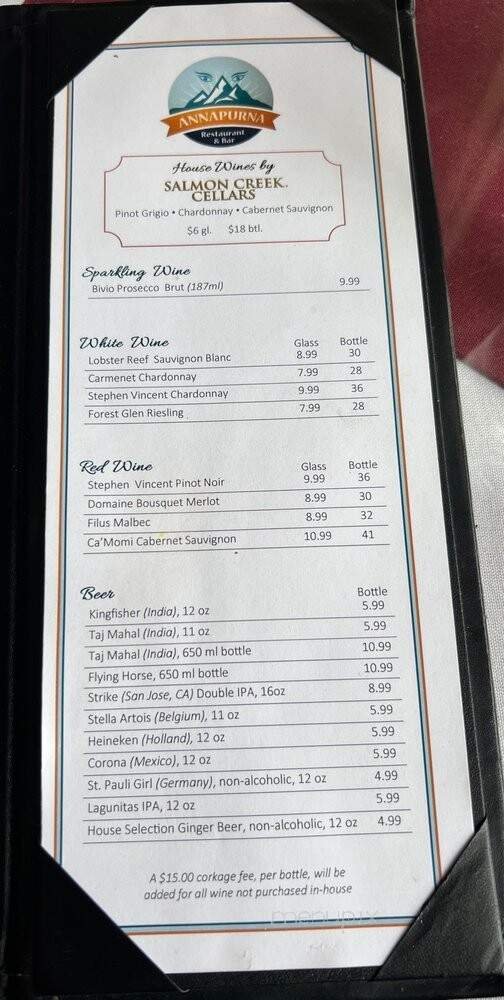 ANNAPURNA
Restaurant
& Bar
House Wines by
SALMON CREEK.
CELLARS
Pinot Grigio • Chardonnay • Cabernet Sauvignon
$6 gl. $18 btl.
Sparkling Wine
Bivio Prosecco Brut (187ml) 9.99
White Wine Glass Bottle
Lobster Reef Sauvignon Blanc 8.99 30
Carmenet Chardonnay 7.99 28
Stephen Vincent Chardonnay 9.99 36
Forest Glen Riesling 7.99 28
Red Wine Glass Bottle
Stephen Vincent Pinot Noir 9.99 36
Domaine Bousquet Merlot 8.99 30
Filus Malbec 8.99 32
Ca'Momi Cabernet Sauvignon 10.99 41
Beer Bottle
Kingfisher (India), 12 oz 5.99
Taj Mahal (India), 11 oz 5.99
Taj Mahal (India), 650 ml bottle 10.99
Flying Horse, 650 ml bottle 10.99
Strike (San Jose, CA) Double IPA, 16oz 8.99
Stella Artois (Belgium), 11 oz 5.99
Heineken (Holland), 12 oz 5.99
Corona (Mexico), 12 oz 5.99
St. Pauli Girl (Germany), non-alcoholic, 12 oz 4.99
Lagunitas IPA, 12 oz 5.99
House Selection Ginger Beer, non-alcoholic, 12 oz 4.99
A $15.00 corkage fee, per bottle, will be
added for all wine not purchased in-house